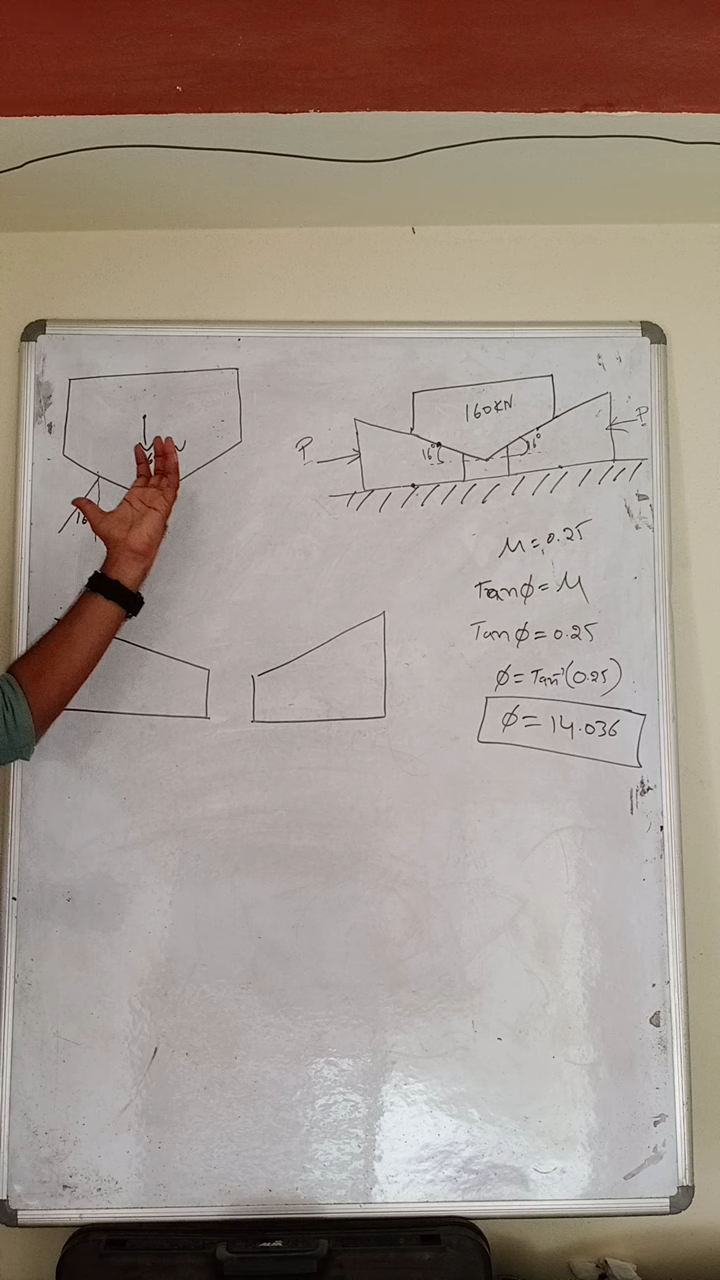 160KN
P
16°
16°
P
μ = 0.25
Tanϕ = μ
Tanϕ = 0.25
ϕ = Tan⁻¹(0.25)
ϕ = 14.036